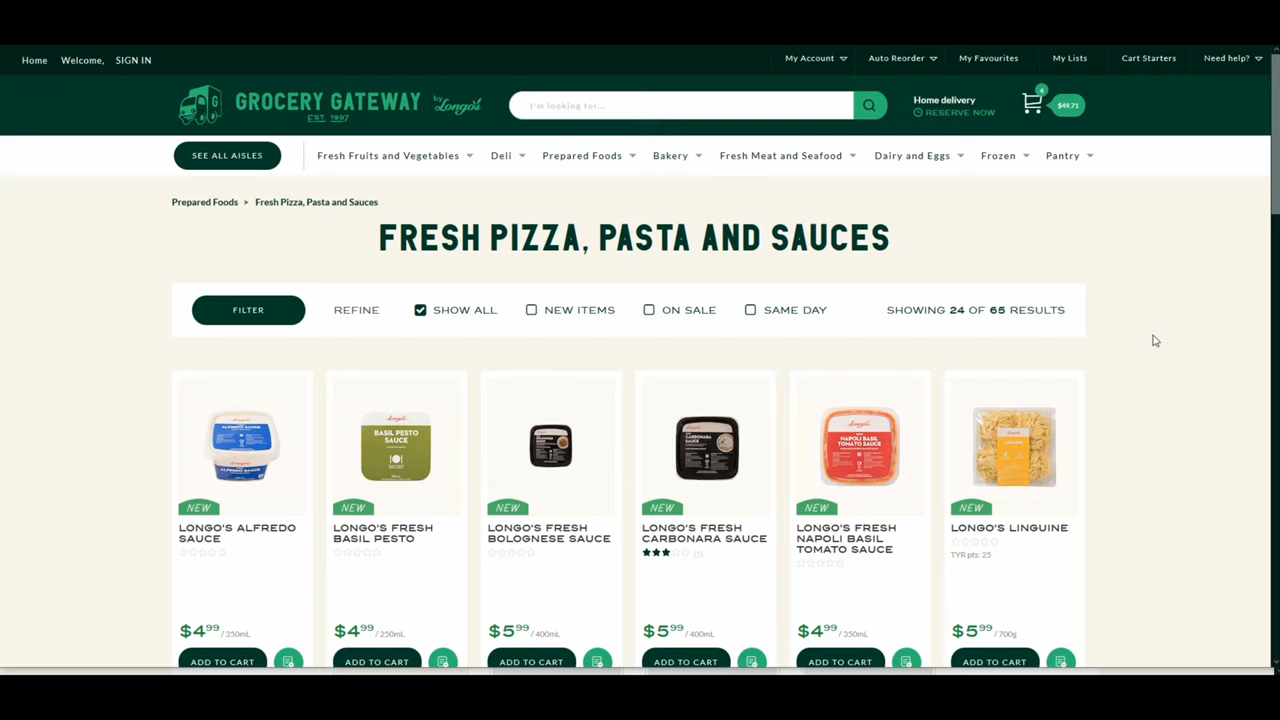 Home Welcome, SIGN IN My Account Auto Reorder My Favourites My Lists Cart Starters Need help?
GROCERY GATEWAY by Longo's
EST. 1997
I'm looking for...
Home delivery
RESERVE NOW
4
$49.71
SEE ALL AISLES Fresh Fruits and Vegetables Deli Prepared Foods Bakery Fresh Meat and Seafood Dairy and Eggs Frozen Pantry
Prepared Foods > Fresh Pizza, Pasta and Sauces
FRESH PIZZA, PASTA AND SAUCES
FILTER REFINE SHOW ALL NEW ITEMS ON SALE SAME DAY SHOWING 24 OF 65 RESULTS
Longo's
ALFREDO SAUCE
ALFREDO SAUCE
NEW
LONGO'S ALFREDO
SAUCE
$4.99 / 350mL
ADD TO CART
Longo's
BASIL PESTO
SAUCE
NEW
LONGO'S FRESH
BASIL PESTO
$4.99 / 250mL
ADD TO CART
NEW
LONGO'S FRESH
BOLOGNESE SAUCE
$5.99 / 400mL
ADD TO CART
Longo's
CARBONARA
SAUCE
NEW
LONGO'S FRESH
CARBONARA SAUCE
(5)
$5.99 / 400mL
ADD TO CART
Longo's
NAPOLI BASIL
TOMATO SAUCE
NEW
LONGO'S FRESH
NAPOLI BASIL
TOMATO SAUCE
$4.99 / 350mL
ADD TO CART
Longo's
LINGUINE
NEW
LONGO'S LINGUINE
TYR pts: 25
$5.99 / 700g
ADD TO CART